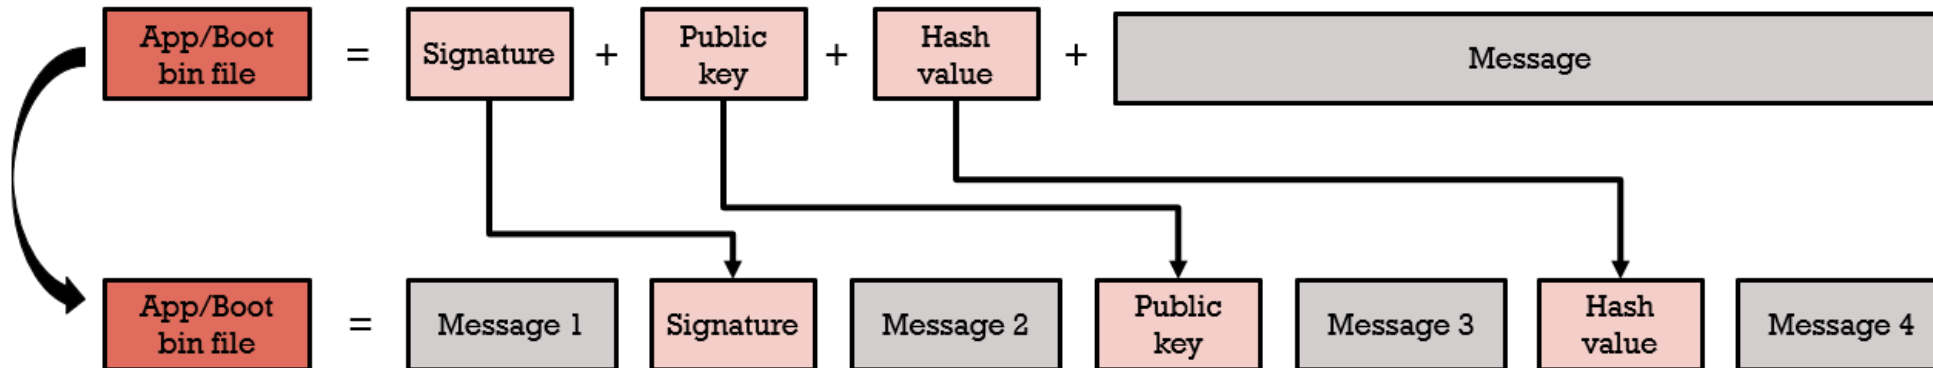 App/Boot
bin file
=
Signature
+
Public
key
+
Hash
value
+
Message
App/Boot
bin file
=
Message 1
Signature
Message 2
Public
key
Message 3
Hash
value
Message 4